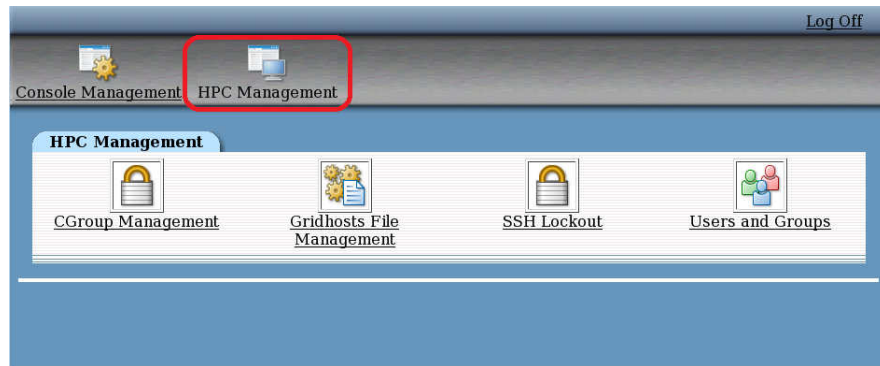 Log Off
Console Management
HPC Management
HPC Management
CGroup Management
Gridhosts File
Management
SSH Lockout
Users and Groups